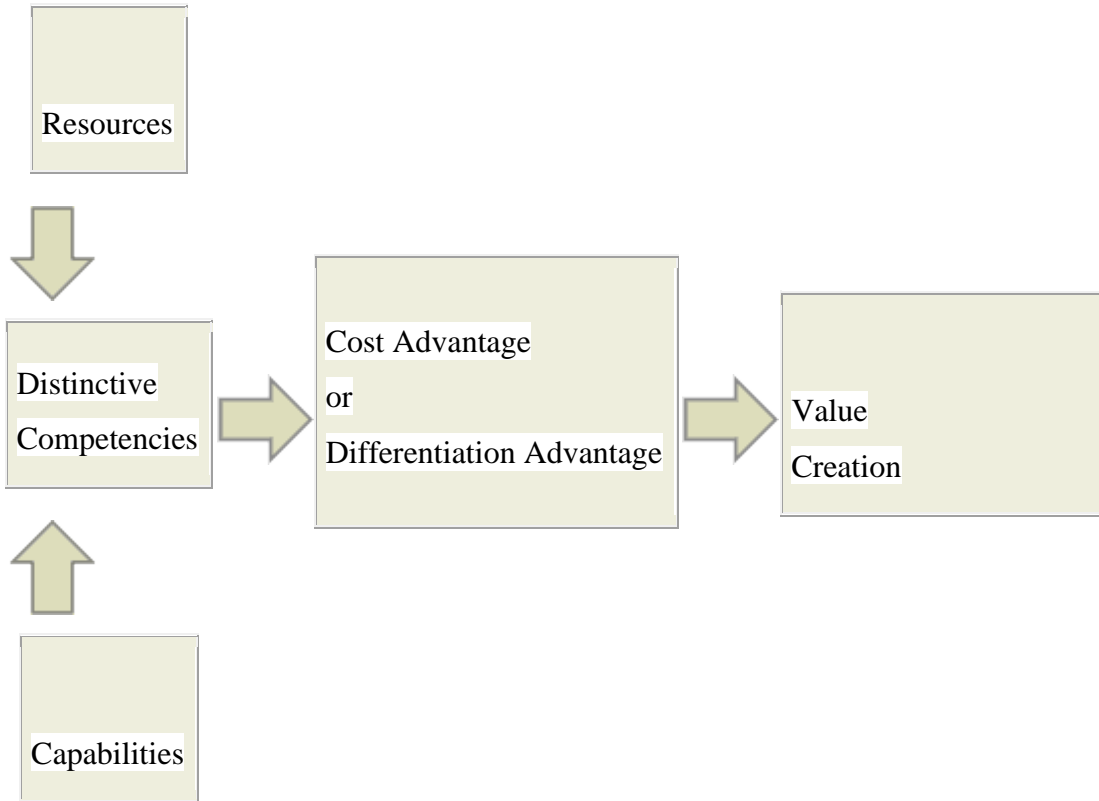 Resources
Distinctive
Competencies
Cost Advantage
or
Differentiation Advantage
Value
Creation
Capabilities